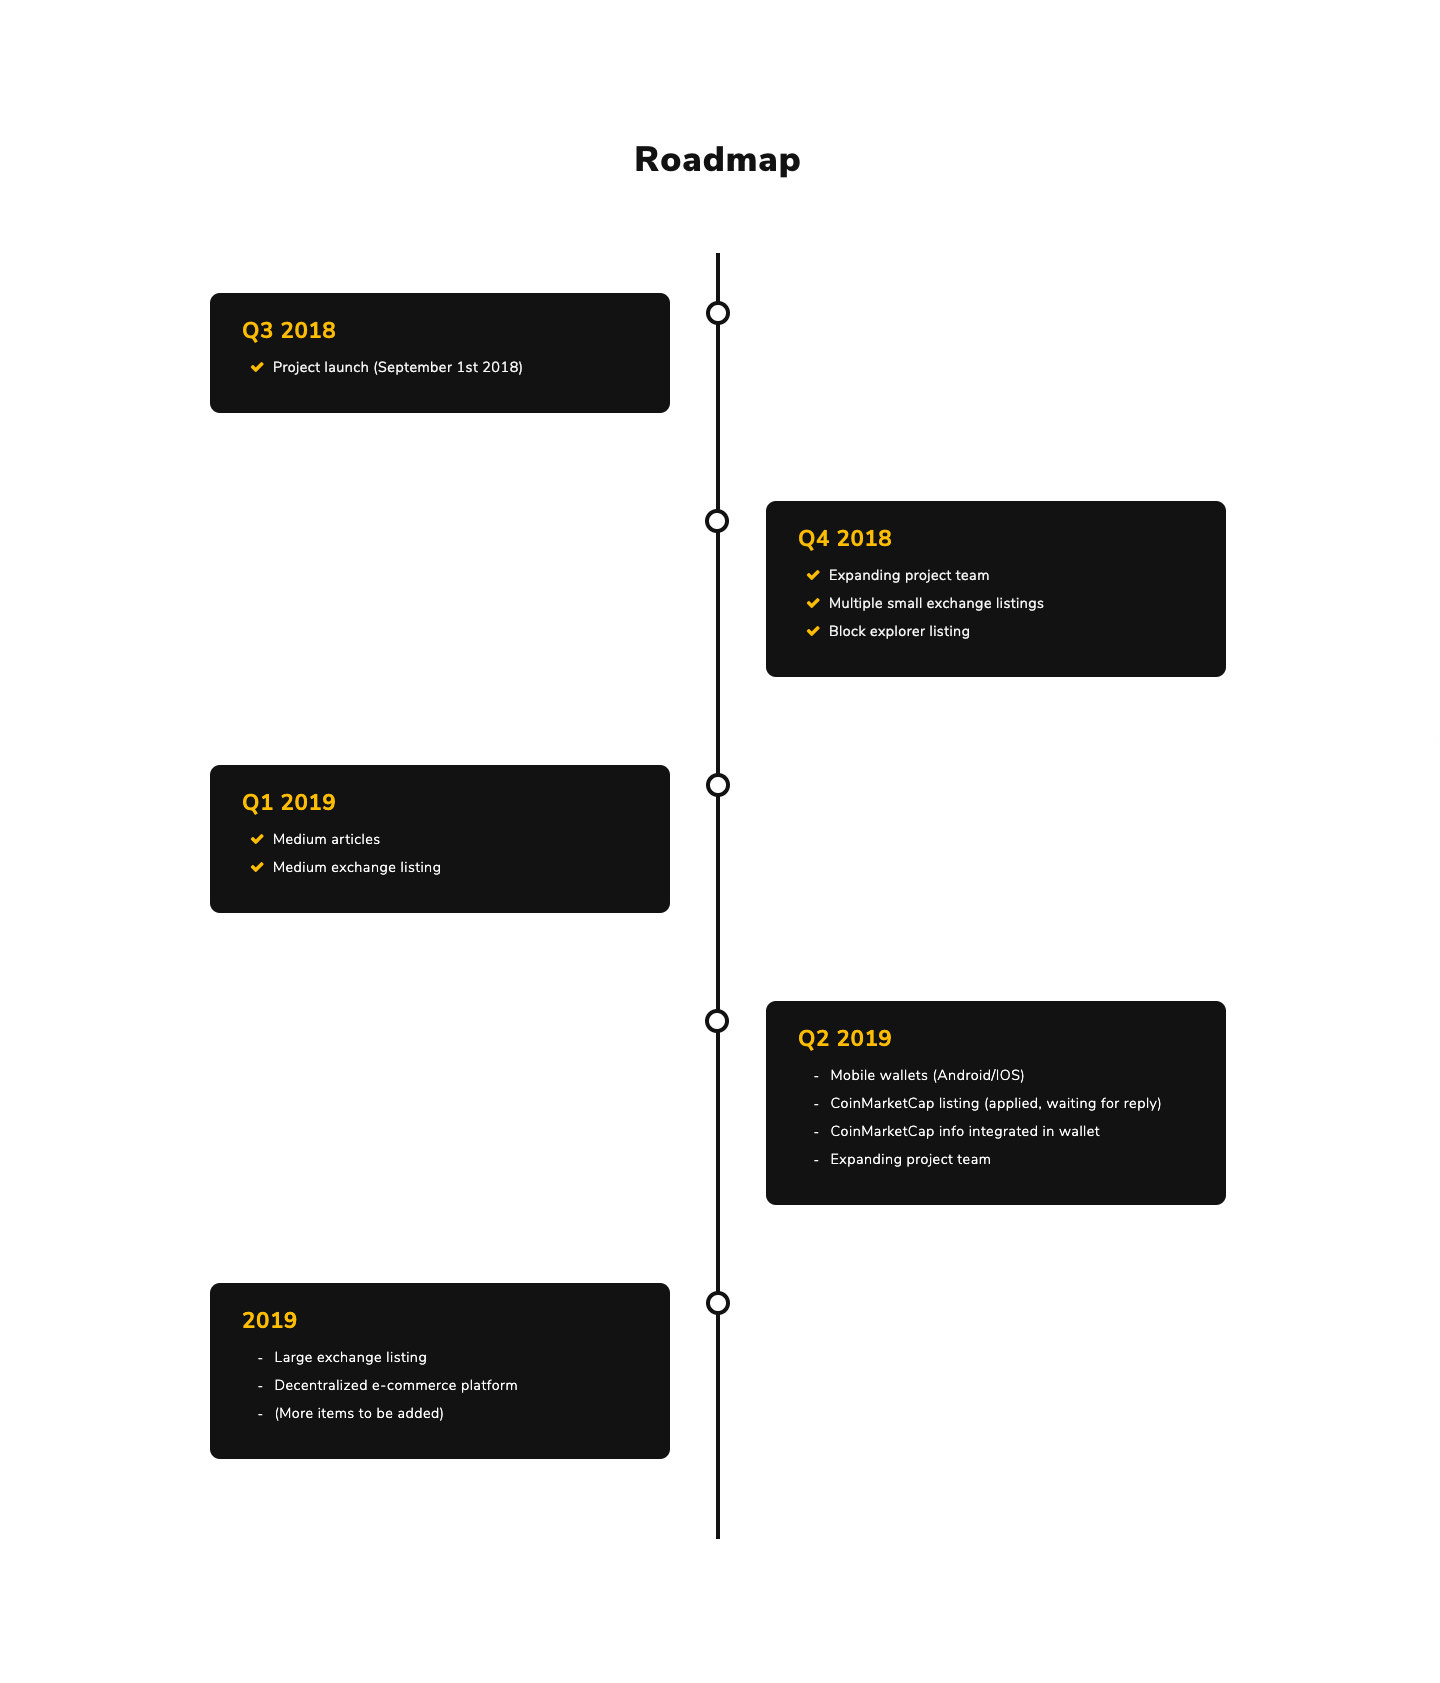 Roadmap
Q3 2018
Project launch (September 1st 2018)
Q4 2018
Expanding project team
Multiple small exchange listings
Block explorer listing
Q1 2019
Medium articles
Medium exchange listing
Q2 2019
- Mobile wallets (Android/IOS)
- CoinMarketCap listing (applied, waiting for reply)
- CoinMarketCap info integrated in wallet
- Expanding project team
2019
- Large exchange listing
- Decentralized e-commerce platform
- (More items to be added)